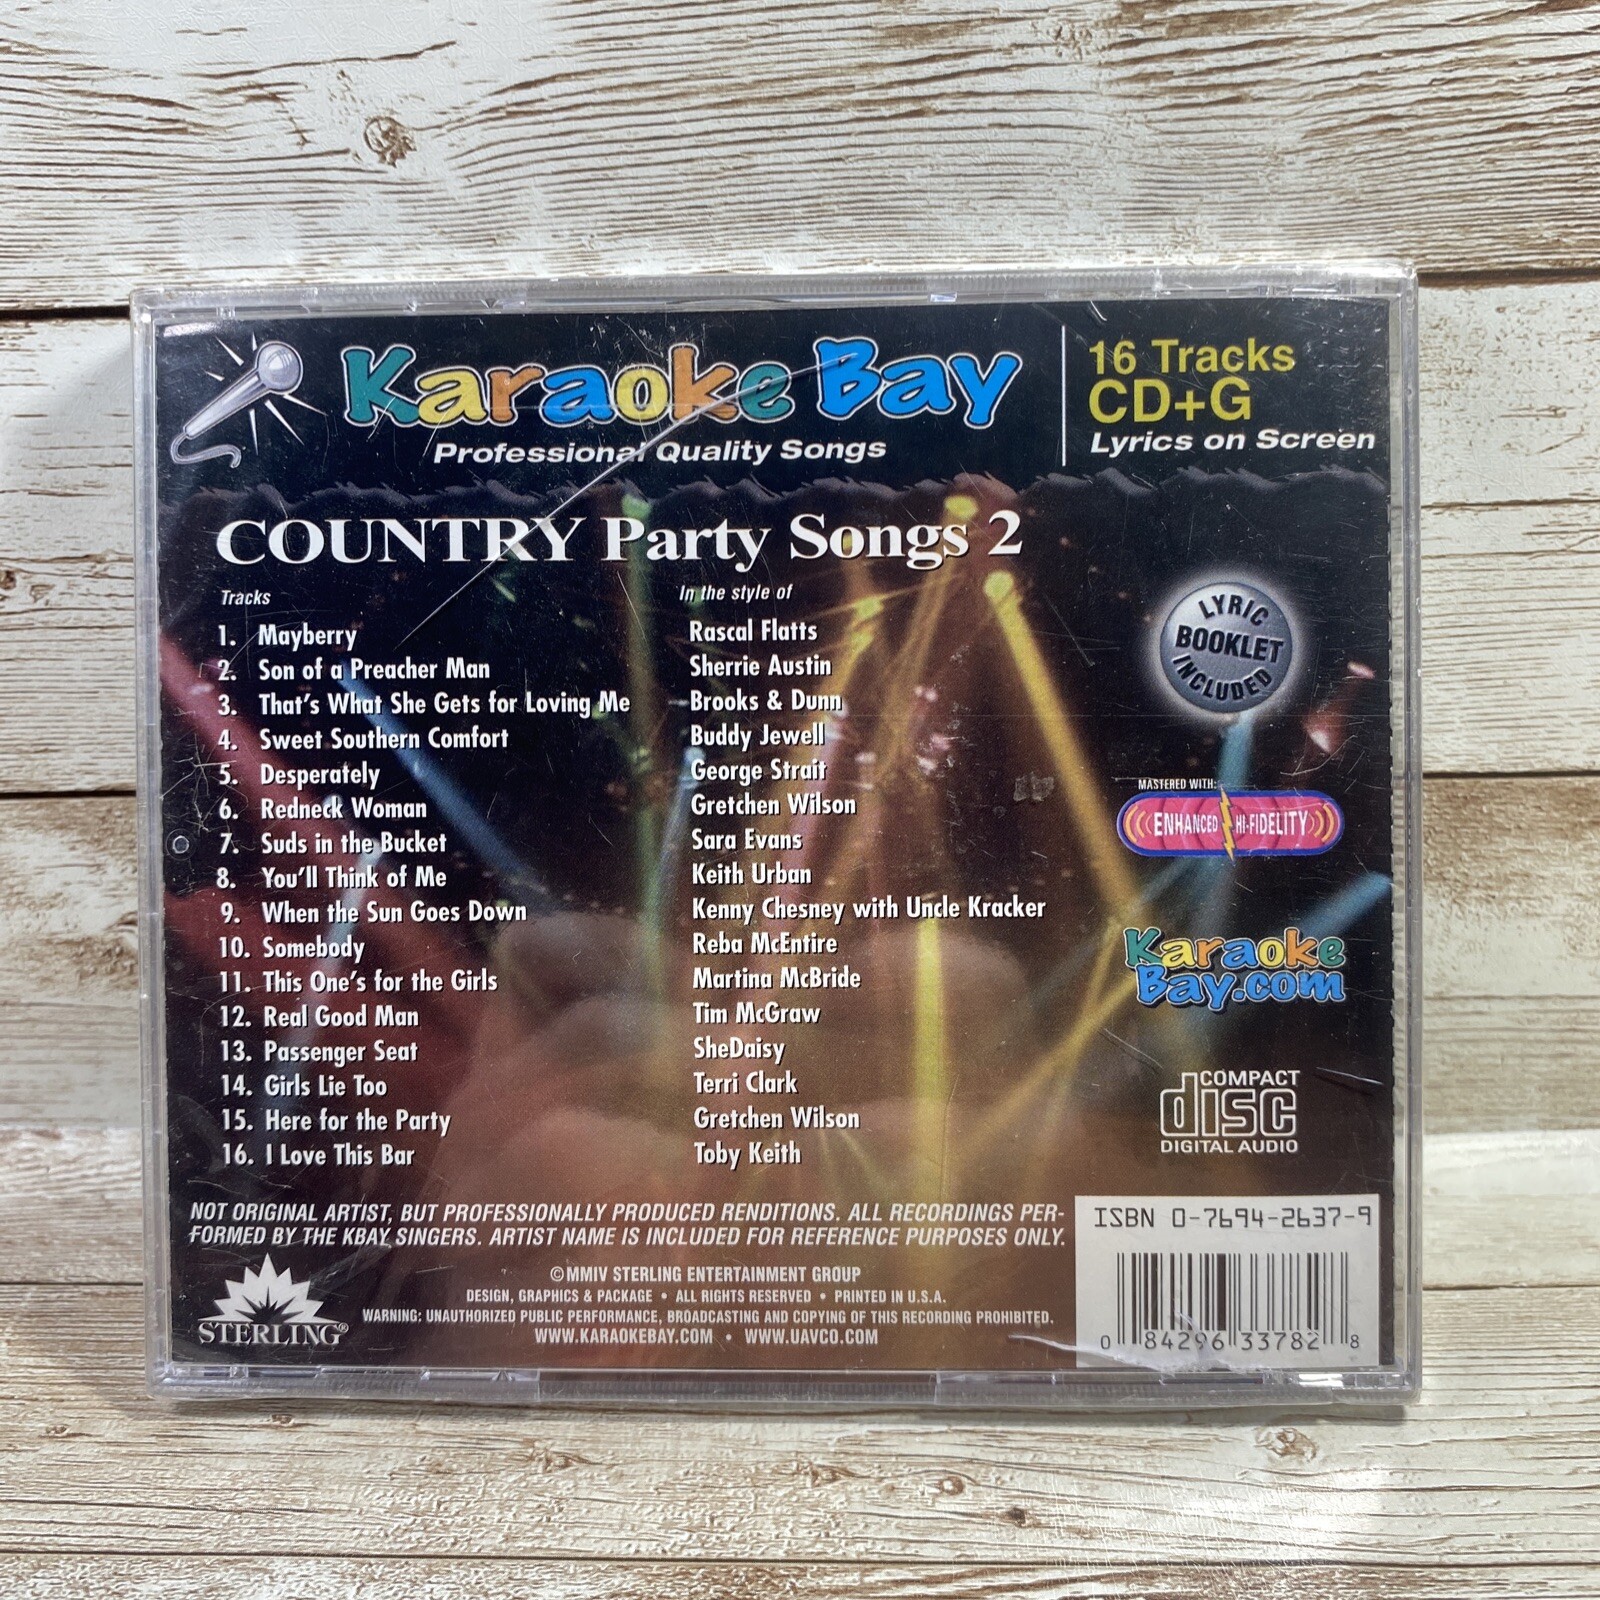 Karaoke Bay
Professional Quality Songs
16 Tracks
CD+G
Lyrics on Screen
COUNTRY Party Songs 2
Tracks In the style of
1. Mayberry Rascal Flatts
2. Son of a Preacher Man Sherrie Austin
3. That's What She Gets for Loving Me Brooks & Dunn
4. Sweet Southern Comfort Buddy Jewell
5. Desperately George Strait
6. Redneck Woman Gretchen Wilson
7. Suds in the Bucket Sara Evans
8. You'll Think of Me Keith Urban
9. When the Sun Goes Down Kenny Chesney with Uncle Kracker
10. Somebody Reba McEntire
11. This One's for the Girls Martina McBride
12. Real Good Man Tim McGraw
13. Passenger Seat SheDaisy
14. Girls Lie Too Terri Clark
15. Here for the Party Gretchen Wilson
16. I Love This Bar Toby Keith
LYRIC
BOOKLET
INCLUDED
MASTERED WITH:
ENHANCED HI-FIDELITY
Karaoke
Bay.com
COMPACT
disc
DIGITAL AUDIO
NOT ORIGINAL ARTIST, BUT PROFESSIONALLY PRODUCED RENDITIONS. ALL RECORDINGS PER-
FORMED BY THE KBAY SINGERS. ARTIST NAME IS INCLUDED FOR REFERENCE PURPOSES ONLY.
©MMIV STERLING ENTERTAINMENT GROUP
DESIGN, GRAPHICS & PACKAGE • ALL RIGHTS RESERVED • PRINTED IN U.S.A.
WARNING: UNAUTHORIZED PUBLIC PERFORMANCE, BROADCASTING AND COPYING OF THIS RECORDING PROHIBITED.
WWW.KARAOKEBAY.COM • WWW.UAVCO.COM
STERLING®
ISBN 0-7694-2637-9
0 84296 33782 8